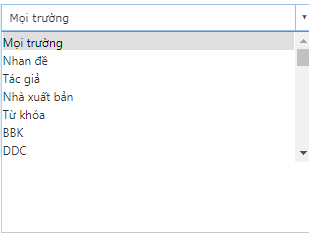 Mọi trường
Mọi trường
Nhan đề
Tác giả
Nhà xuất bản
Từ khóa
BBK
DDC